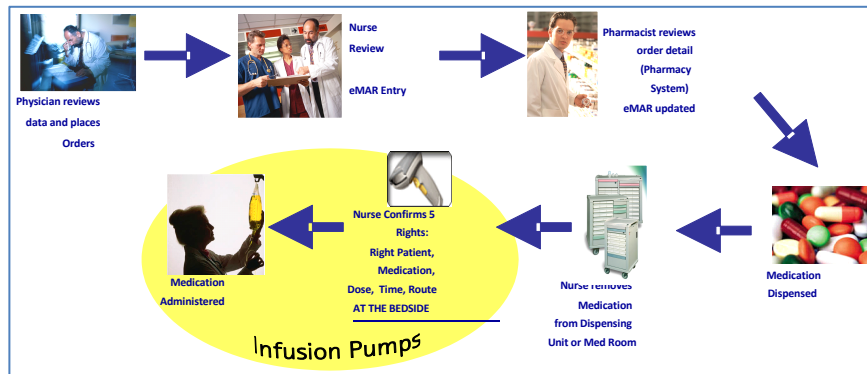 Physician reviews
data and places
Orders
Nurse
Review
eMAR Entry
Pharmacist reviews
order detail
(Pharmacy
System)
eMAR updated
Medication
Dispensed
Nurse removes
Medication
from Dispensing
Unit or Med Room
Nurse Confirms 5
Rights:
Right Patient,
Medication,
Dose, Time, Route
AT THE BEDSIDE
Medication
Administered
Infusion Pumps